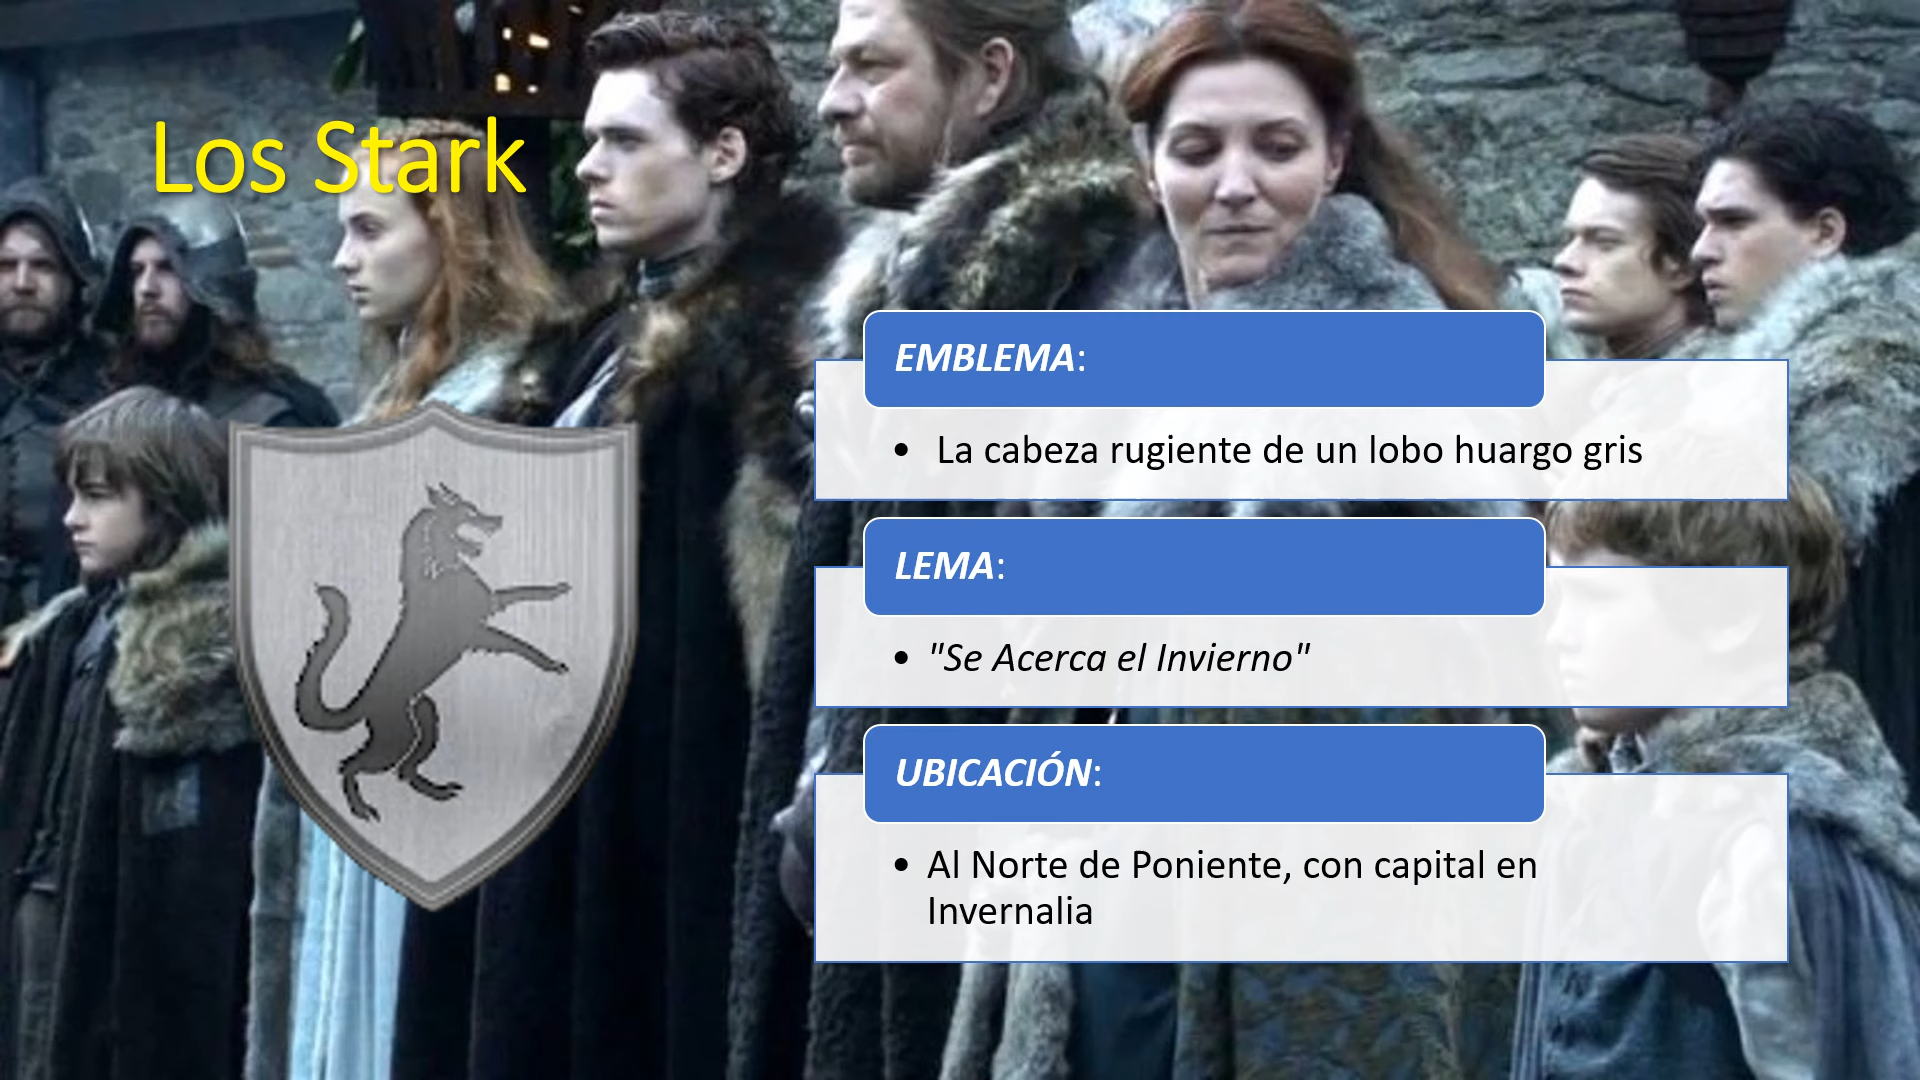 Los Stark
EMBLEMA:
• La cabeza rugiente de un lobo huargo gris
LEMA:
• "Se Acerca el Invierno"
UBICACIÓN:
• Al Norte de Poniente, con capital en
Invernalia